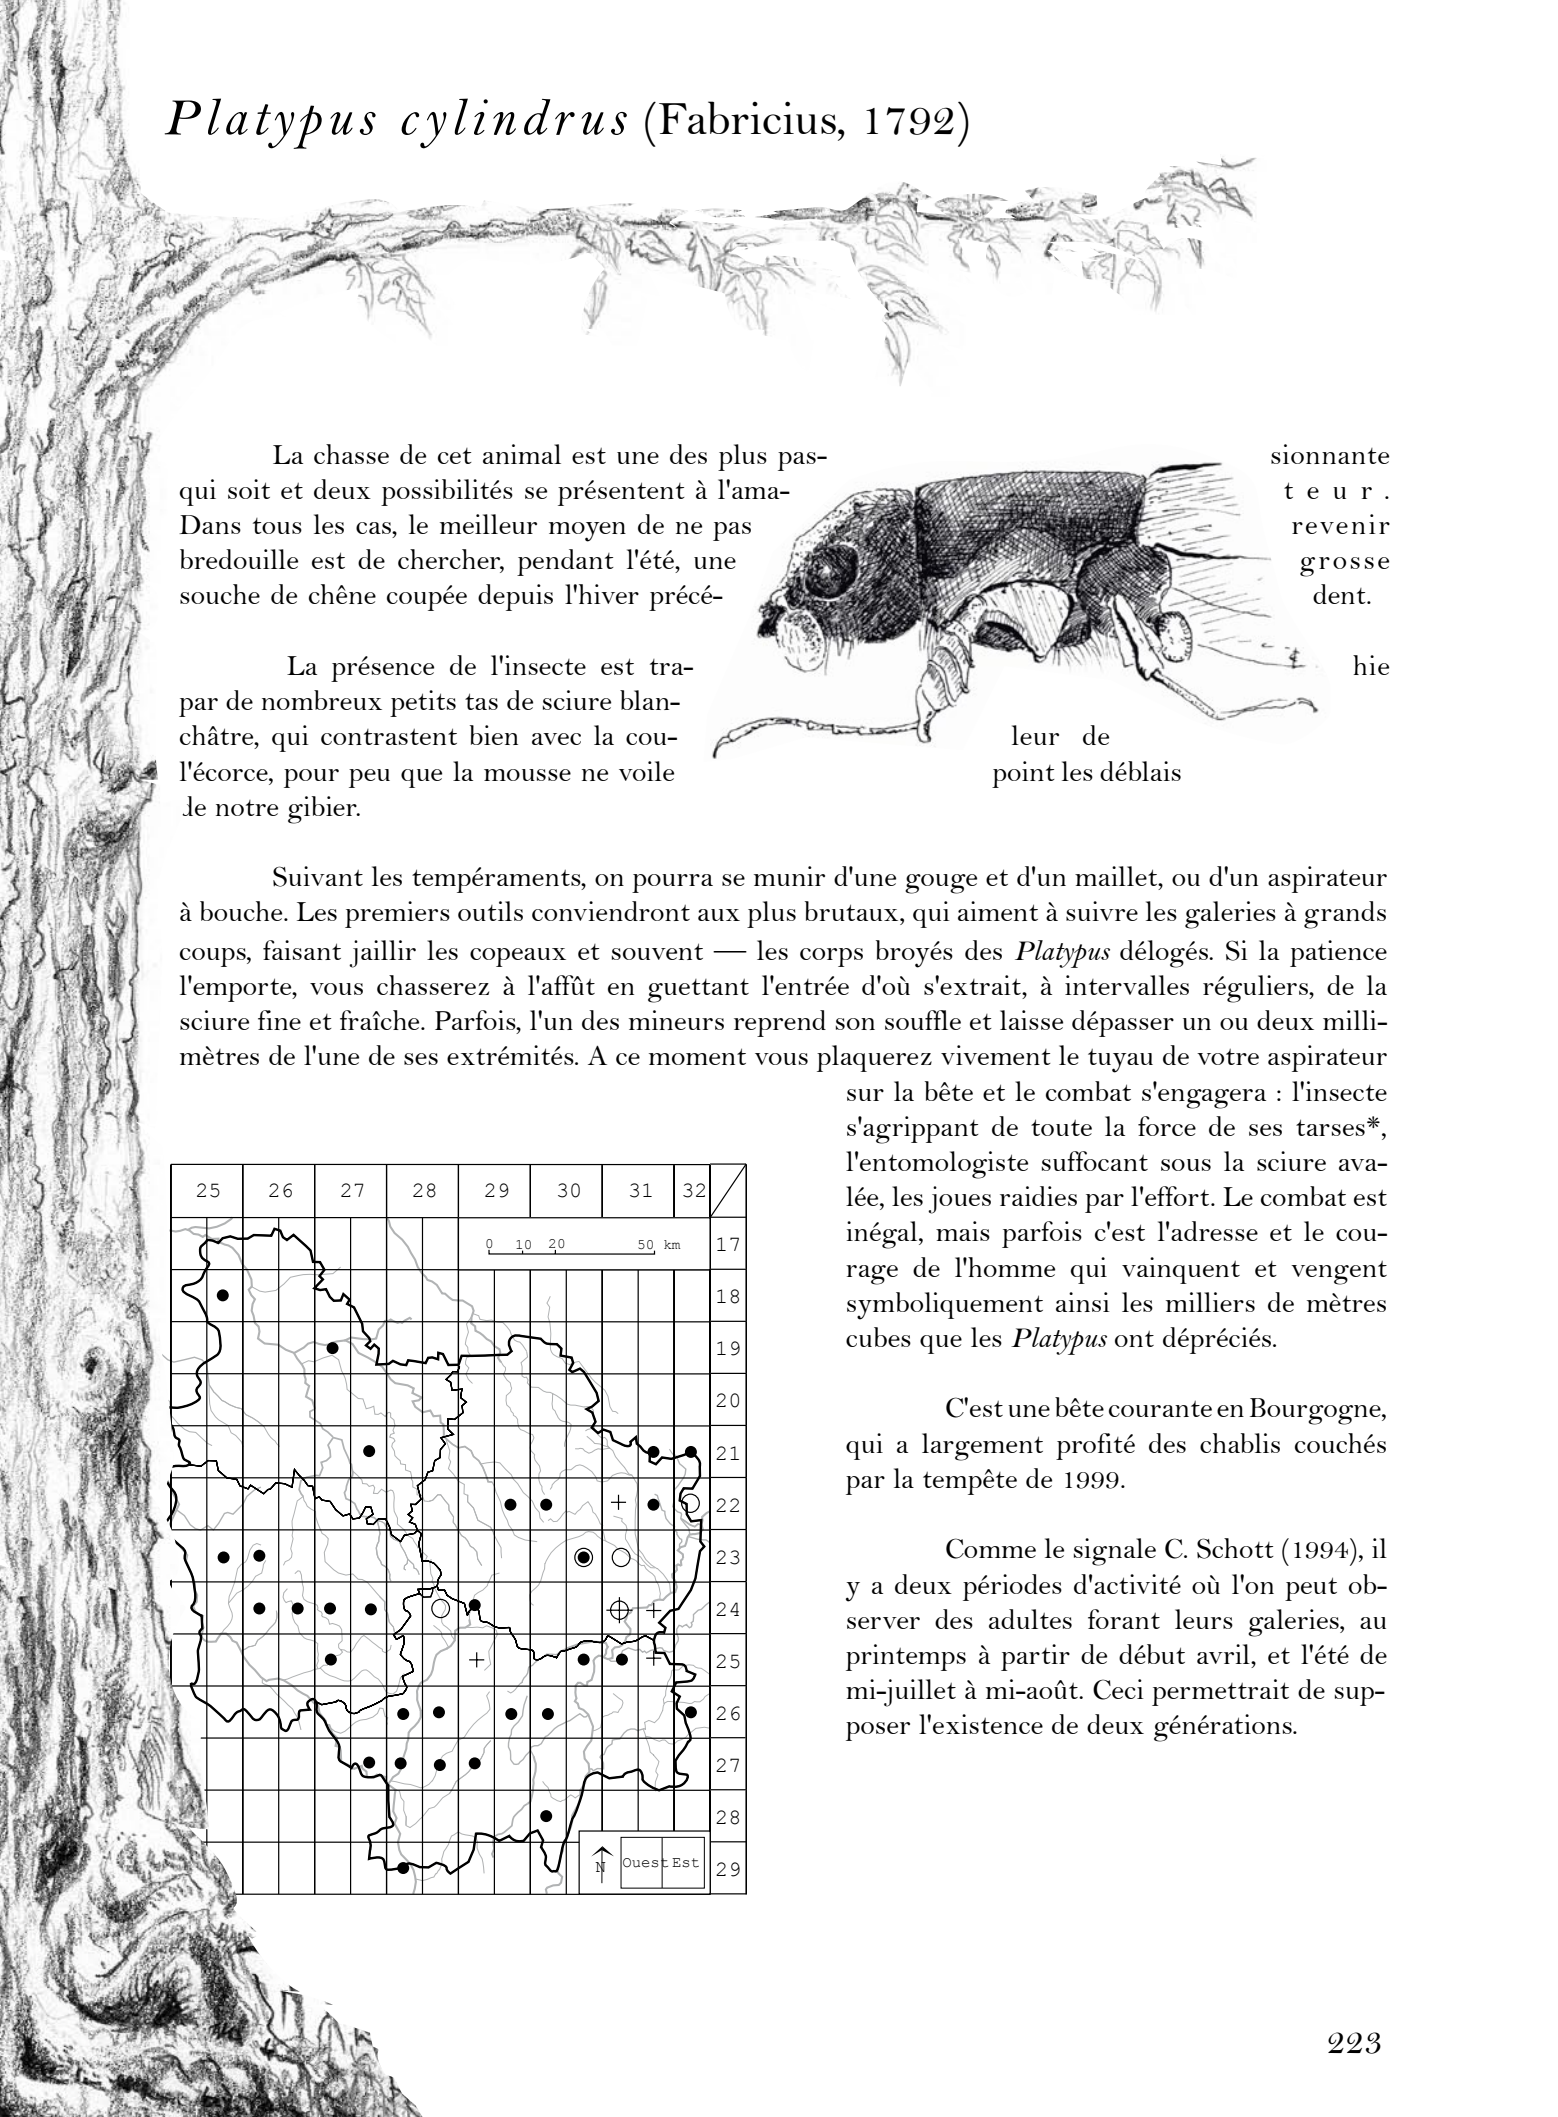 Platypus cylindrus (Fabricius, 1792)
La chasse de cet animal est une des plus pas- sionnante
qui soit et deux possibilités se présentent à l'ama- teur.
Dans tous les cas, le meilleur moyen de ne pas revenir
bredouille est de chercher, pendant l'été, une grosse
souche de chêne coupée depuis l'hiver précé- dent.
La présence de l'insecte est tra- hie
par de nombreux petits tas de sciure blan-
châtre, qui contrastent bien avec la cou- leur de
l'écorce, pour peu que la mousse ne voile point les déblais
de notre gibier.
Suivant les tempéraments, on pourra se munir d'une gouge et d'un maillet, ou d'un aspirateur
à bouche. Les premiers outils conviendront aux plus brutaux, qui aiment à suivre les galeries à grands
coups, faisant jaillir les copeaux et souvent — les corps broyés des Platypus délogés. Si la patience
l'emporte, vous chasserez à l'affût en guettant l'entrée d'où s'extrait, à intervalles réguliers, de la
sciure fine et fraîche. Parfois, l'un des mineurs reprend son souffle et laisse dépasser un ou deux milli-
mètres de l'une de ses extrémités. A ce moment vous plaquerez vivement le tuyau de votre aspirateur
sur la bête et le combat s'engagera : l'insecte
s'agrippant de toute la force de ses tarses*,
l'entomologiste suffocant sous la sciure ava-
lée, les joues raidies par l'effort. Le combat est
inégal, mais parfois c'est l'adresse et le cou-
rage de l'homme qui vainquent et vengent
symboliquement ainsi les milliers de mètres
cubes que les Platypus ont dépréciés.
C'est une bête courante en Bourgogne,
qui a largement profité des chablis couchés
par la tempête de 1999.
Comme le signale C. Schott (1994), il
y a deux périodes d'activité où l'on peut ob-
server des adultes forant leurs galeries, au
printemps à partir de début avril, et l'été de
mi-juillet à mi-août. Ceci permettrait de sup-
poser l'existence de deux générations.
25 26 27 28 29 30 31 32
0 10 20 50 km
17
18
19
20
21
22
23
24
25
26
27
28
29
N
Ouest Est
223